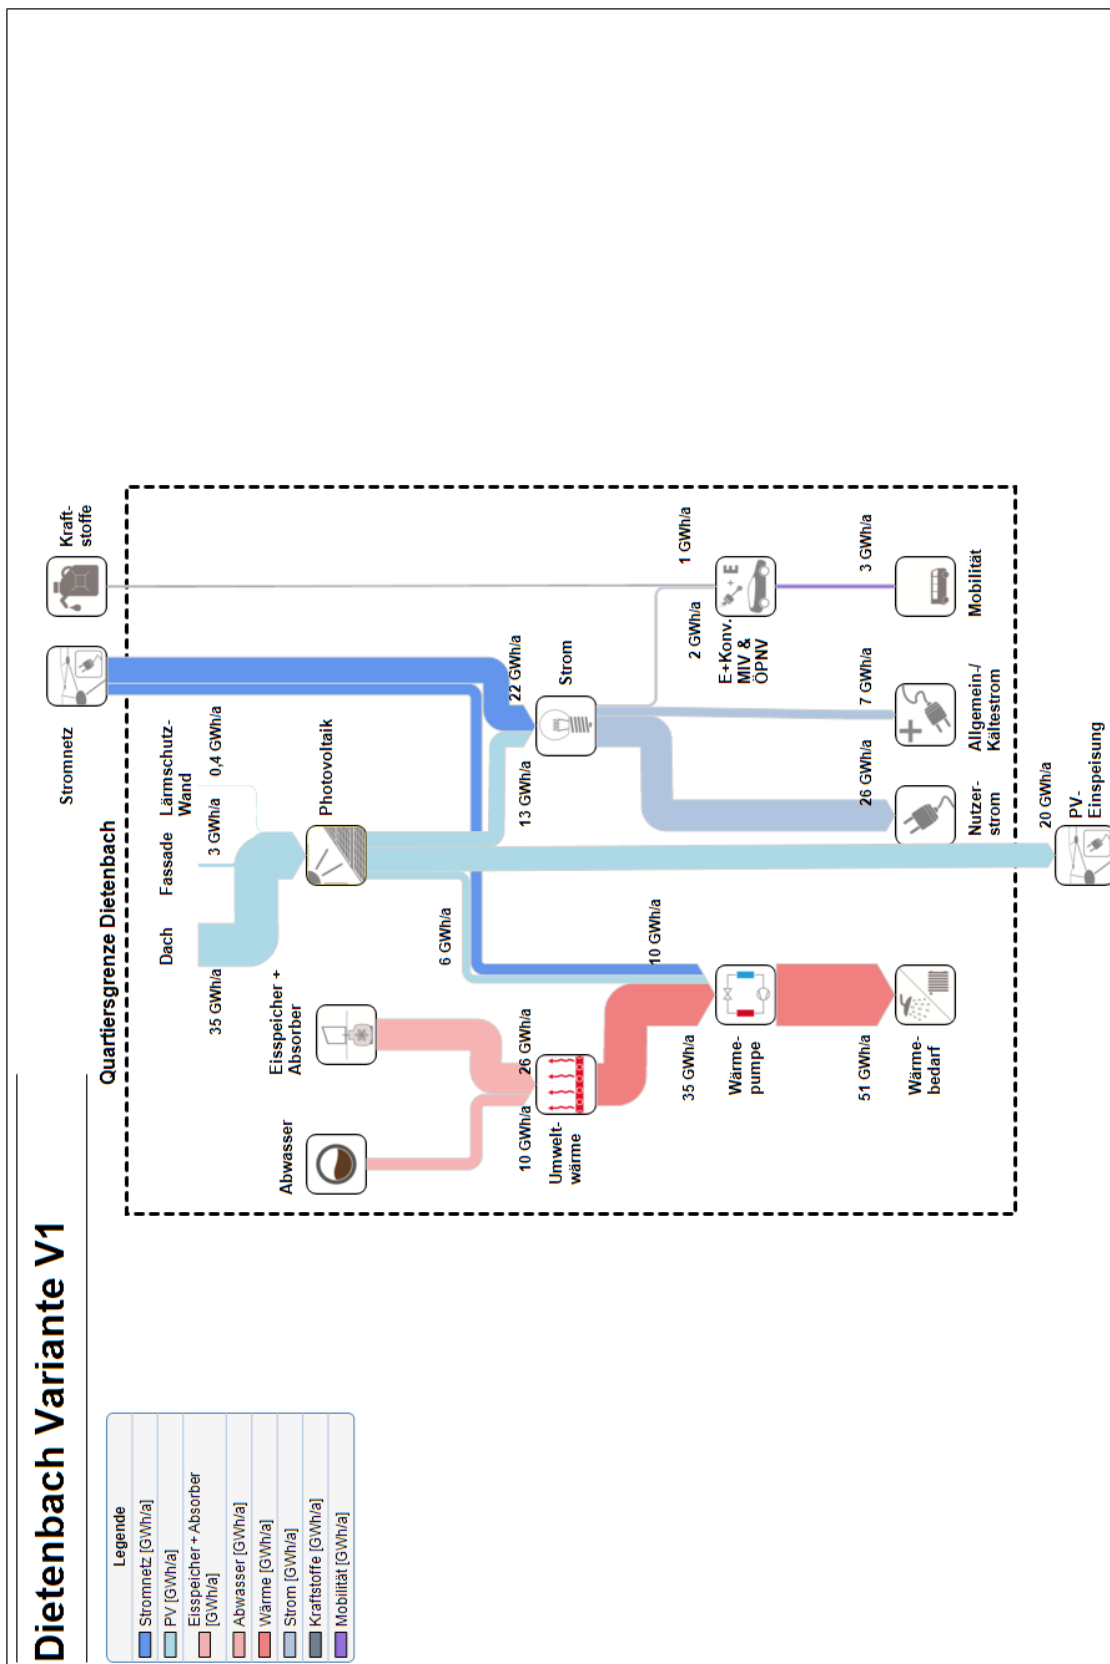 Dietenbach Variante V1
Legende
Stromnetz [GWh/a]
PV [GWh/a]
Eisspeicher + Absorber
[GWh/a]
Abwasser [GWh/a]
Wärme [GWh/a]
Strom [GWh/a]
Kraftstoffe [GWh/a]
Mobilität [GWh/a]
Quartiersgrenze Dietenbach
Stromnetz
Kraft-
stoffe
Dach
Fassade
Lärmschutz-
Wand
35 GWh/a
3 GWh/a
0,4 GWh/a
Abwasser
Eisspeicher +
Absorber
Photovoltaik
6 GWh/a
10 GWh/a
26 GWh/a
13 GWh/a
22 GWh/a
Umwelt-
wärme
Strom
35 GWh/a
10 GWh/a
2 GWh/a
1 GWh/a
Wärme-
pumpe
E+Konv.
MIV &
ÖPNV
E
51 GWh/a
26 GWh/a
7 GWh/a
3 GWh/a
Wärme-
bedarf
Nutzer-
strom
Allgemein-/
Kältestrom
Mobilität
20 GWh/a
PV-
Einspeisung